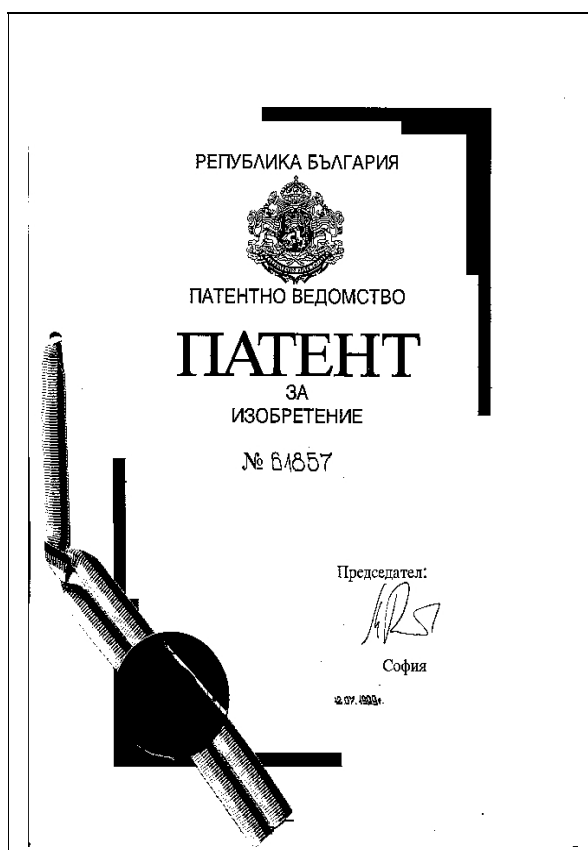 РЕПУБЛИКА БЪЛГАРИЯ
ПАТЕНТНО ВЕДОМСТВО
ПАТЕНТ
ЗА
ИЗОБРЕТЕНИЕ
№ 61857
Председател:
София